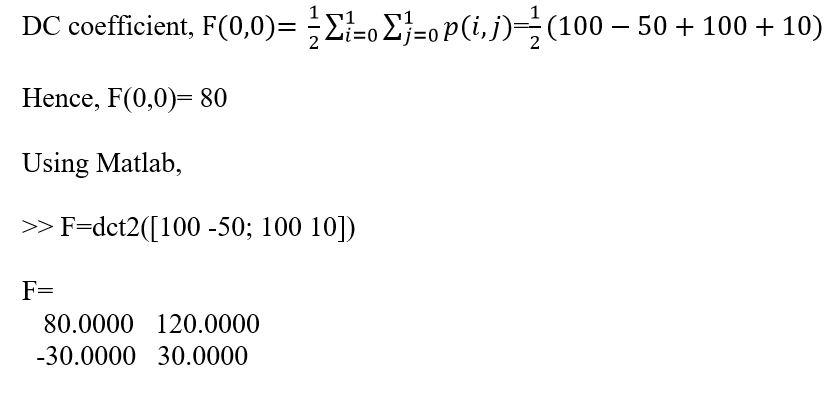 DC coefficient, F(0,0)= \frac{1}{2}\sum_{i=0}^{1}\sum_{j=0}^{1}p(i,j)=\frac{1}{2}(100 − 50 + 100 + 10)
Hence, F(0,0)= 80
Using Matlab,
>> F=dct2([100 -50; 100 10])
F=
80.0000 120.0000
-30.0000 30.0000